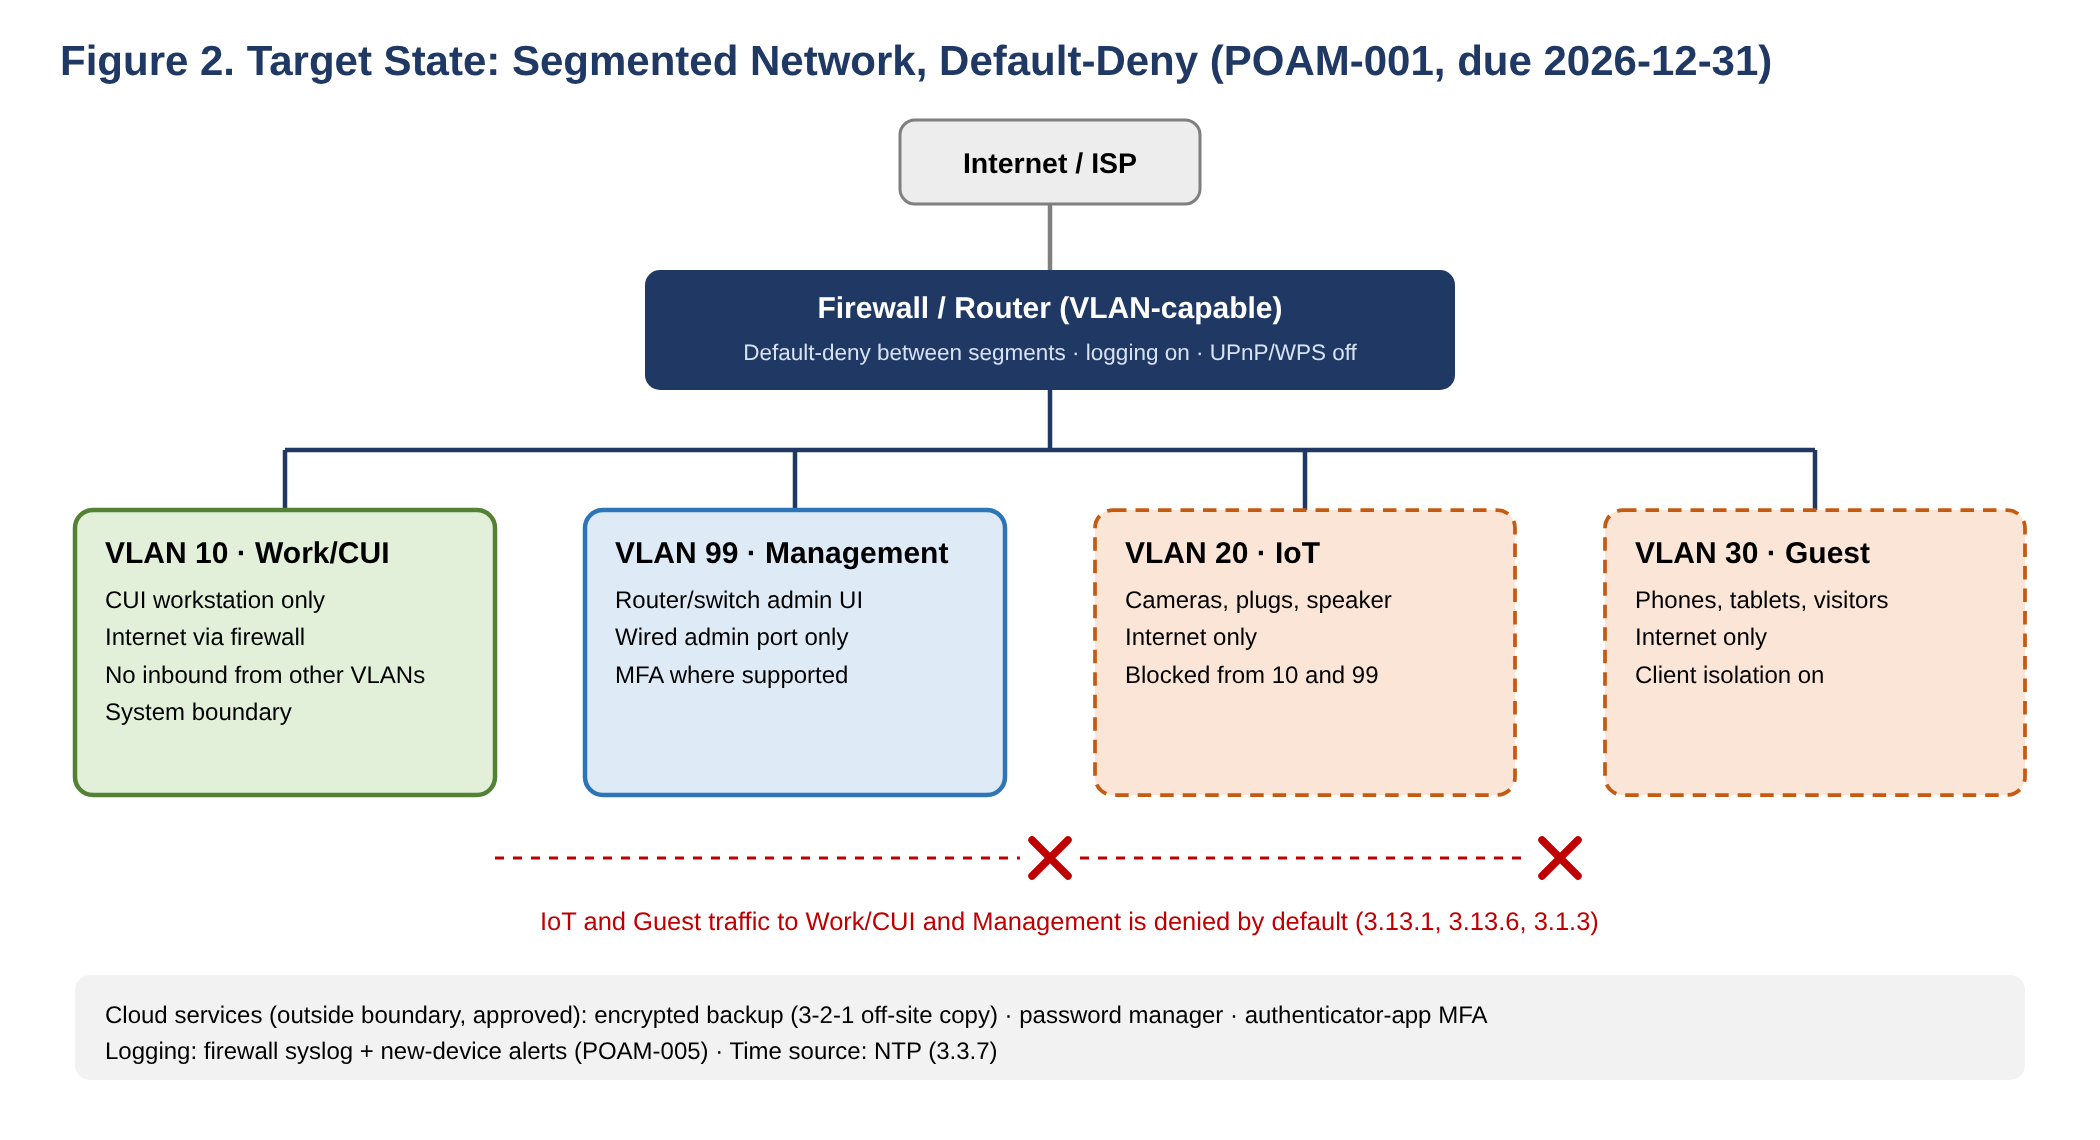 Figure 2. Target State: Segmented Network, Default-Deny (POAM-001, due 2026-12-31)
Internet / ISP
Firewall / Router (VLAN-capable)
Default-deny between segments · logging on · UPnP/WPS off
VLAN 10 · Work/CUI
CUI workstation only
Internet via firewall
No inbound from other VLANs
System boundary
VLAN 99 · Management
Router/switch admin UI
Wired admin port only
MFA where supported
VLAN 20 · IoT
Cameras, plugs, speaker
Internet only
Blocked from 10 and 99
VLAN 30 · Guest
Phones, tablets, visitors
Internet only
Client isolation on
IoT and Guest traffic to Work/CUI and Management is denied by default (3.13.1, 3.13.6, 3.1.3)
Cloud services (outside boundary, approved): encrypted backup (3-2-1 off-site copy) · password manager · authenticator-app MFA
Logging: firewall syslog + new-device alerts (POAM-005) · Time source: NTP (3.3.7)